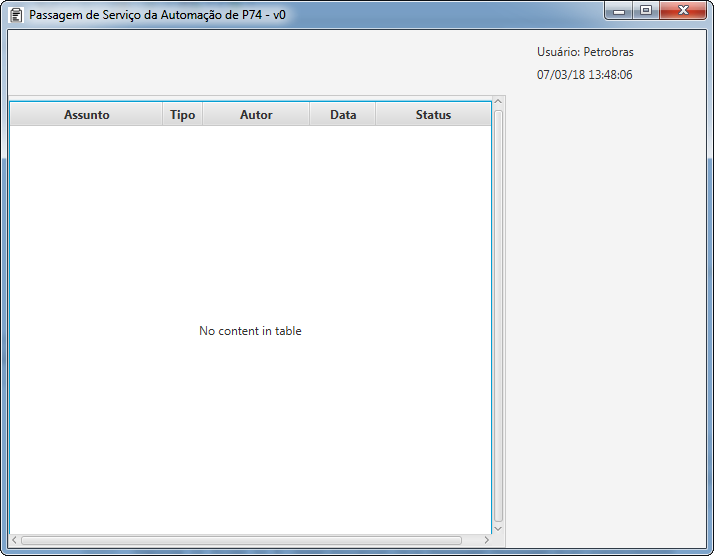 Passagem de Serviço da Automação de P74 - v0
Usuário: Petrobras
07/03/18 13:48:06
Assunto Tipo Autor Data Status
No content in table